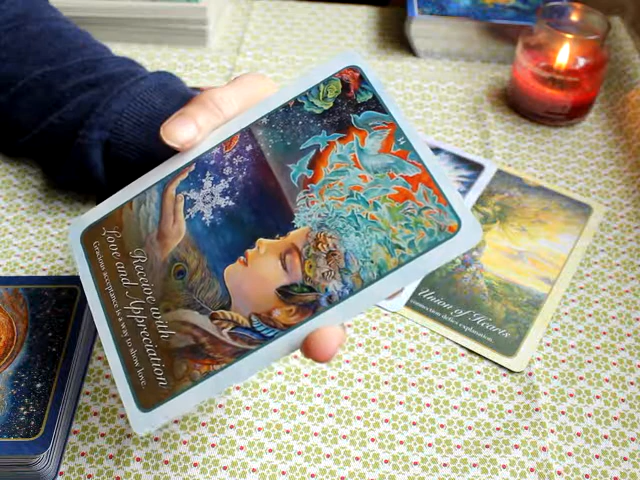 Receive with
Love and Appreciation
Gracious acceptance is a way to show love.
Union of Hearts
connection defies explanation.